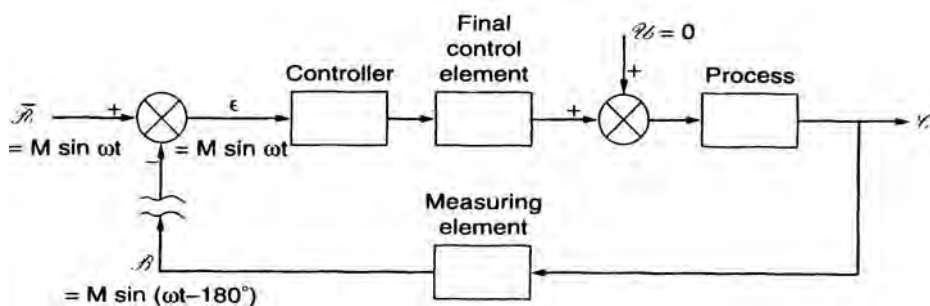 Final
control
element
𝒰 = 0
Controller
Process
+
+
+
ϵ
ℛ̅
𝒞
= M sin ωt
−
= M sin ωt
Measuring
element
ℬ
= M sin (ωt–180°)